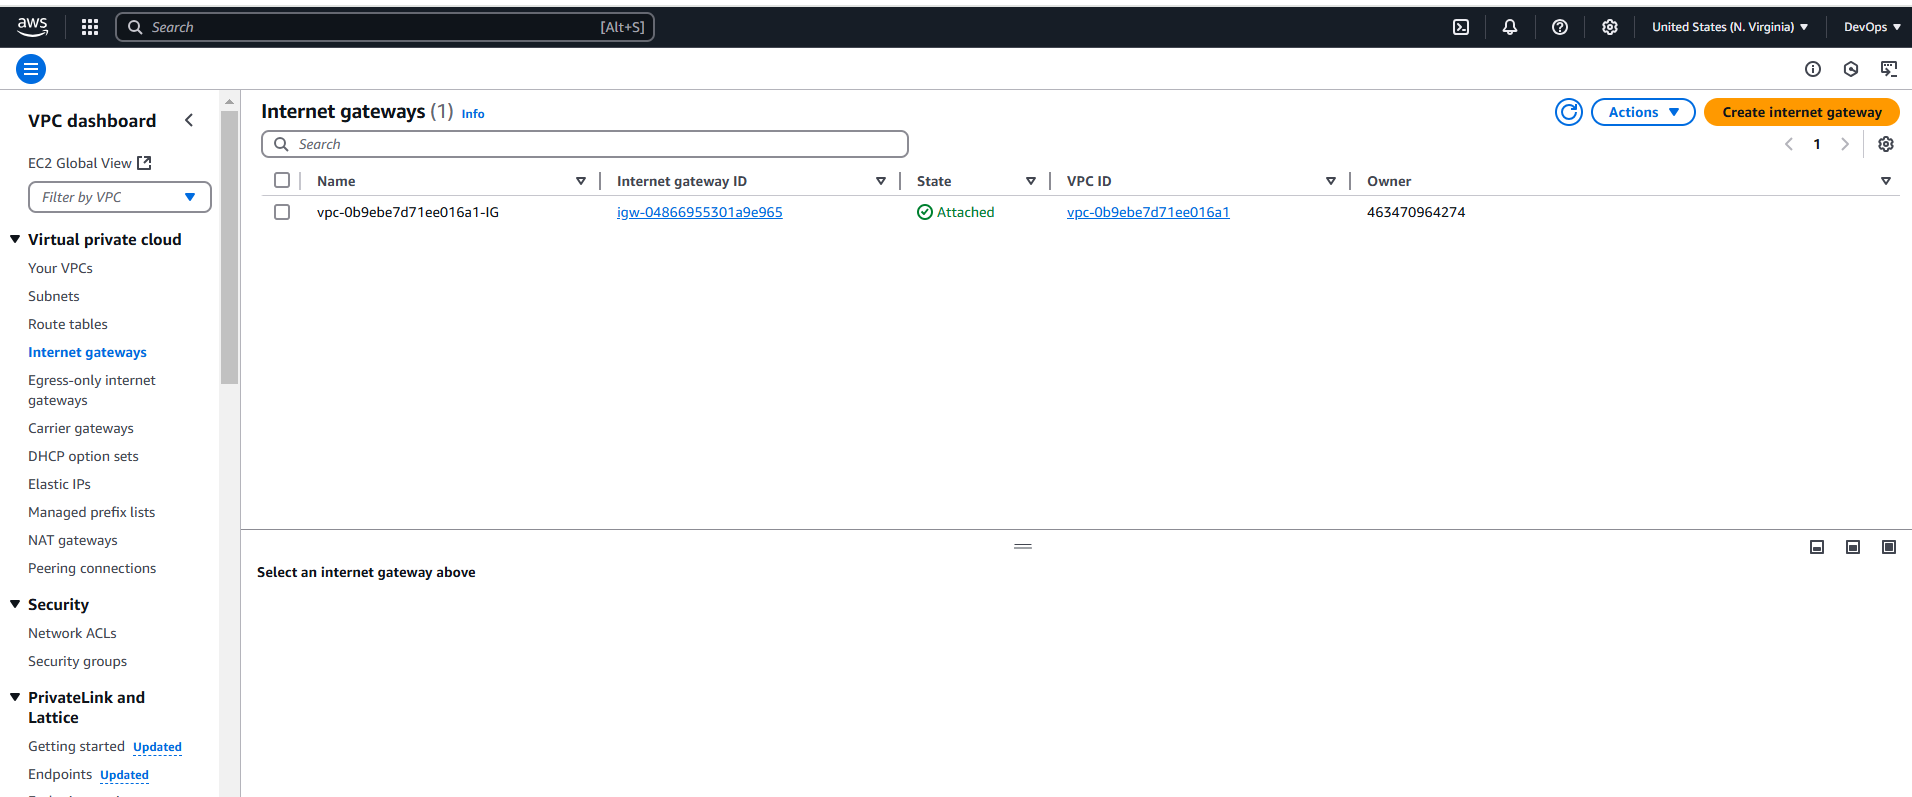 aws
Search [Alt+S]
United States (N. Virginia)
DevOps
VPC dashboard
EC2 Global View
Filter by VPC
Virtual private cloud
Your VPCs
Subnets
Route tables
Internet gateways
Egress-only internet
gateways
Carrier gateways
DHCP option sets
Elastic IPs
Managed prefix lists
NAT gateways
Peering connections
Security
Network ACLs
Security groups
PrivateLink and
Lattice
Getting started Updated
Endpoints Updated
Internet gateways (1) Info
Actions
Create internet gateway
Search
1
Name Internet gateway ID State VPC ID Owner
vpc-0b9ebe7d71ee016a1-IG igw-04866955301a9e965 Attached vpc-0b9ebe7d71ee016a1 463470964274
Select an internet gateway above